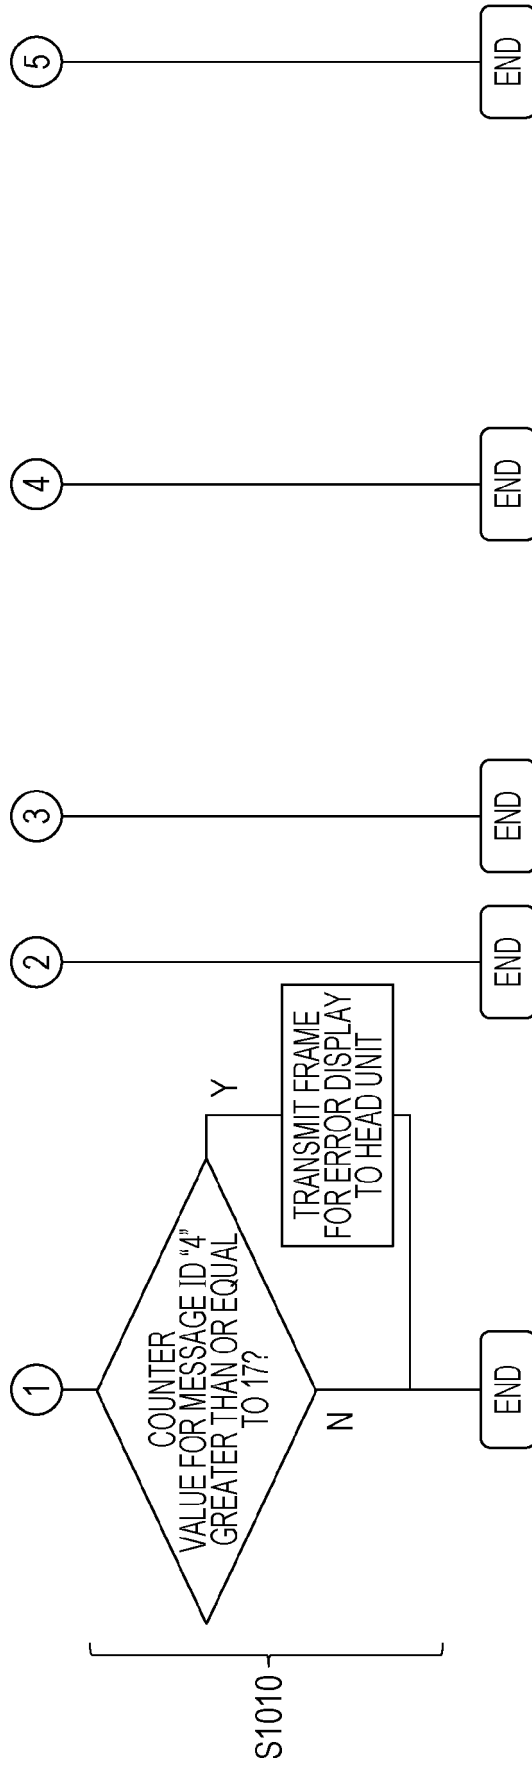 S1010
1
COUNTER
VALUE FOR MESSAGE ID "4"
GREATER THAN OR EQUAL
TO 17?
Y
N
TRANSMIT FRAME
FOR ERROR DISPLAY
TO HEAD UNIT
END
2
END
3
END
4
END
5
END